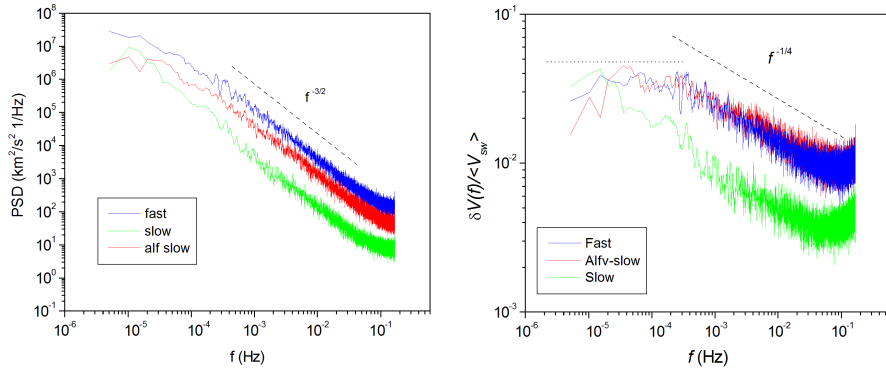 10^8
10^7
10^6
10^5
10^4
10^3
10^2
10^1
10^0
10^-1
PSD (km^2/s^2 1/Hz)
f^-3/2
fast
slow
alf slow
10^-6
10^-5
10^-4
10^-3
10^-2
10^-1
f (Hz)
10^-1
10^-2
10^-3
δV(f)/<V_sw>
f^-1/4
Fast
Alfv-slow
Slow
10^-6
10^-5
10^-4
10^-3
10^-2
10^-1
f (Hz)